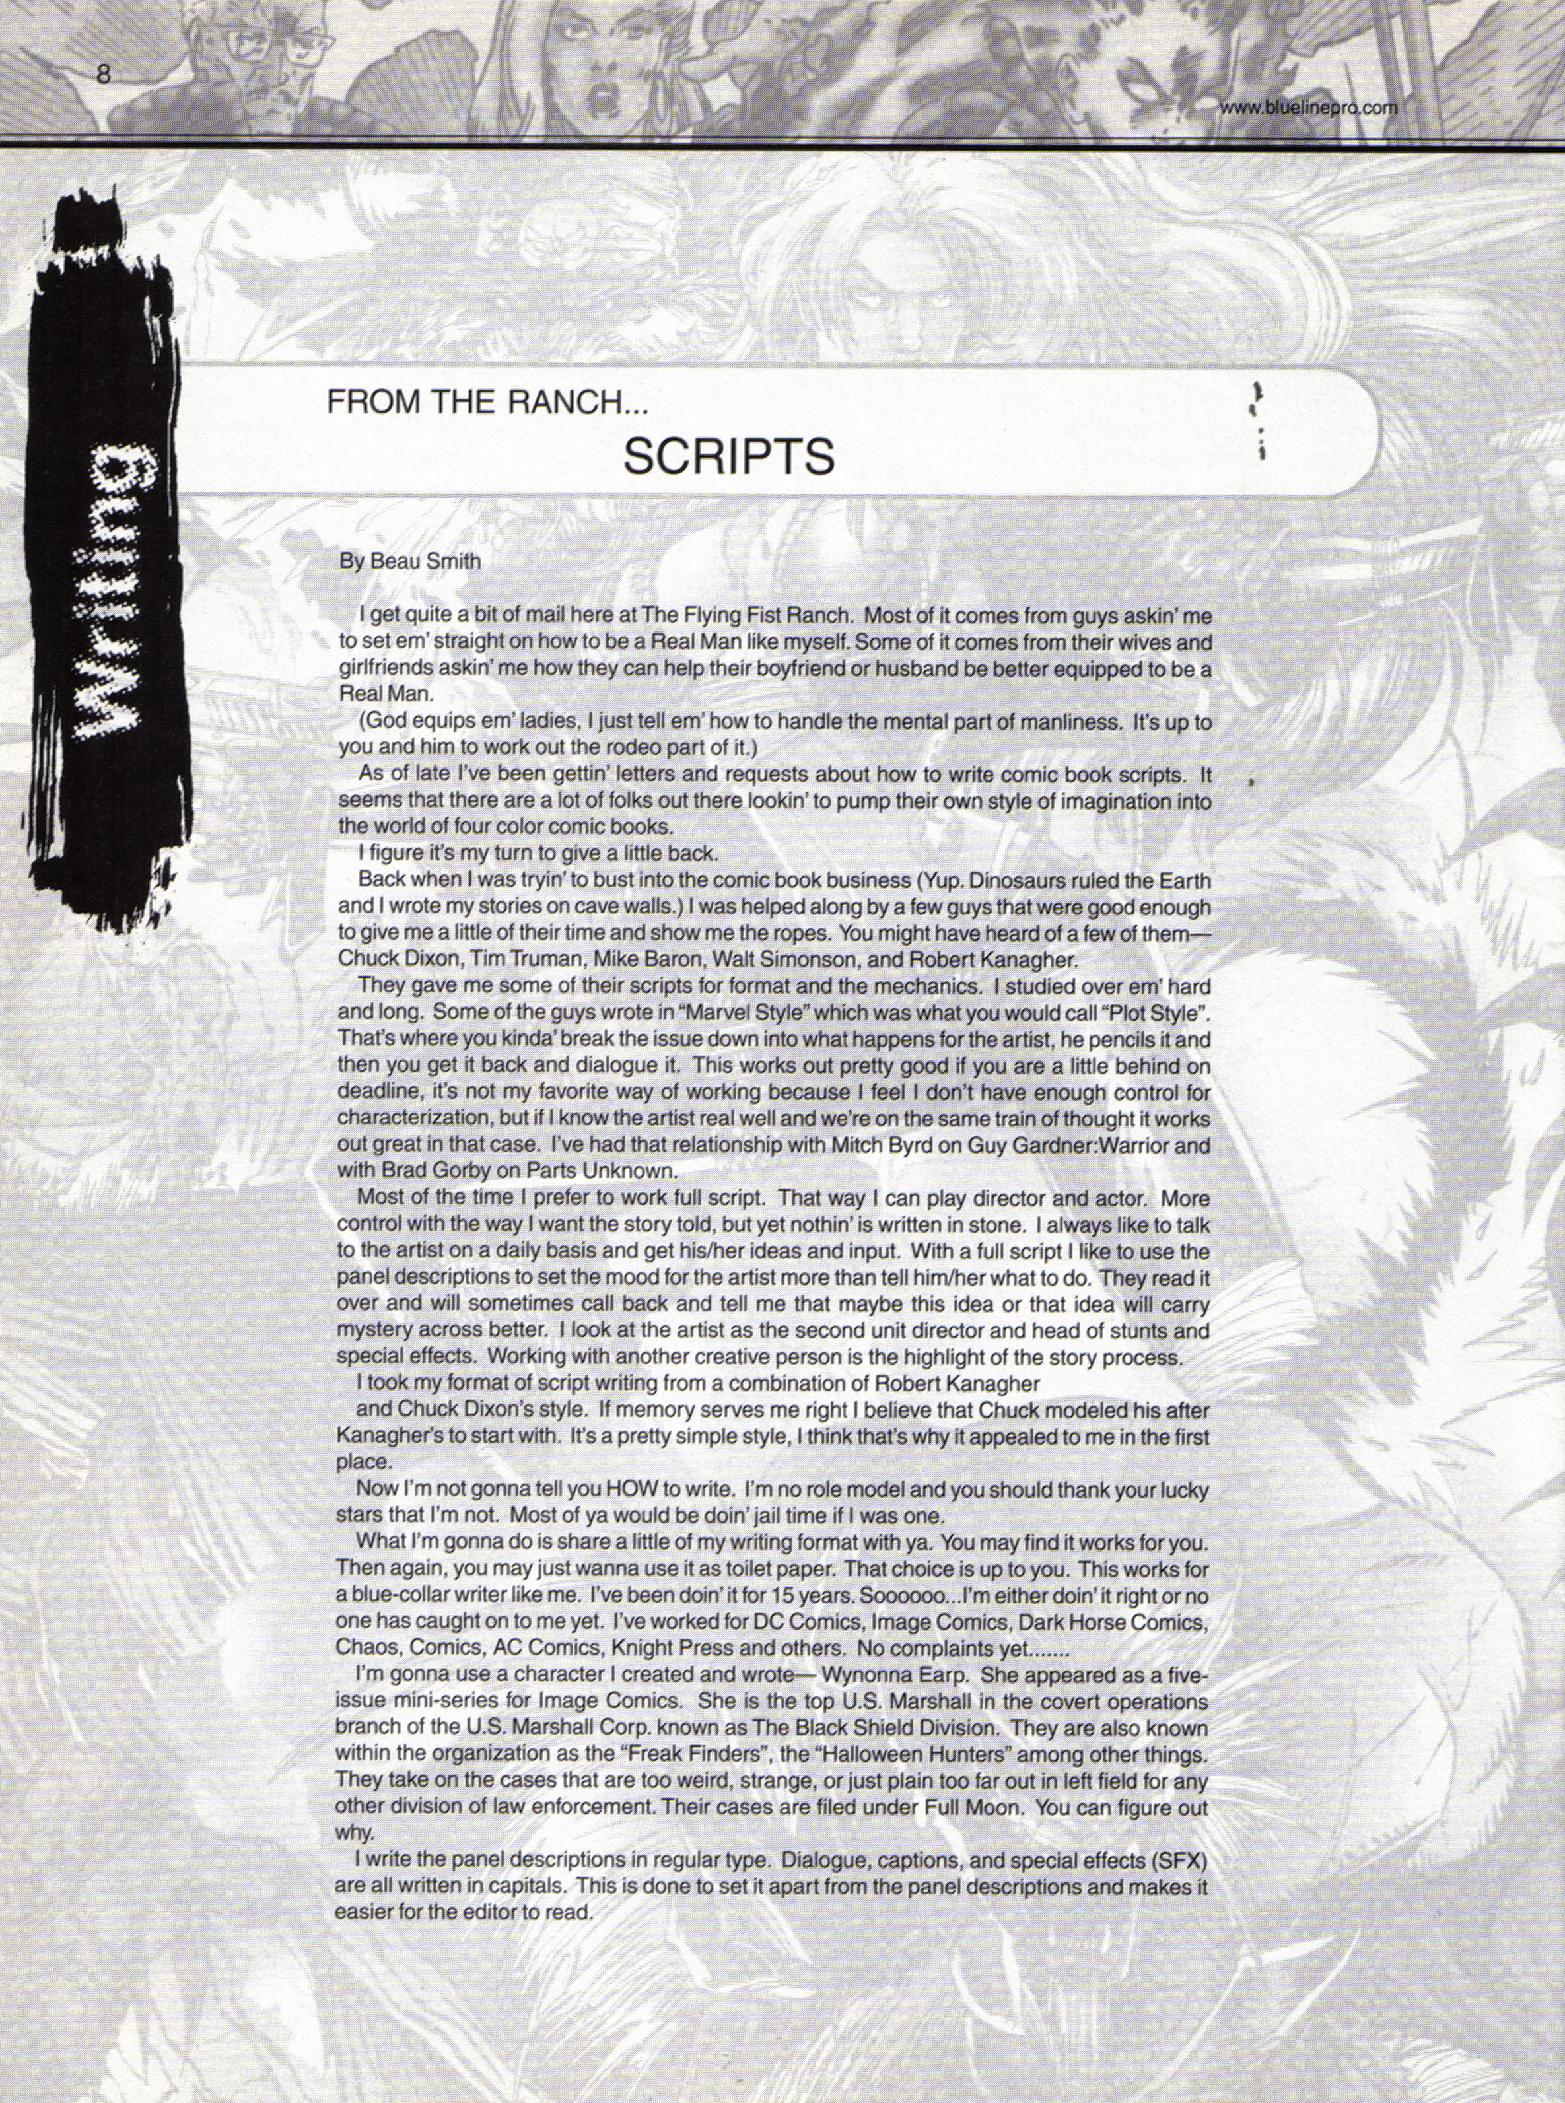 8
www.bluelinepro.com
Writing
FROM THE RANCH...
SCRIPTS
By Beau Smith
I get quite a bit of mail here at The Flying Fist Ranch. Most of it comes from guys askin' me
to set em' straight on how to be a Real Man like myself. Some of it comes from their wives and
girlfriends askin' me how they can help their boyfriend or husband be better equipped to be a
Real Man.
(God equips em' ladies, I just tell em' how to handle the mental part of manliness. It's up to
you and him to work out the rodeo part of it.)
As of late I've been gettin' letters and requests about how to write comic book scripts. It
seems that there are a lot of folks out there lookin' to pump their own style of imagination into
the world of four color comic books.
I figure it's my turn to give a little back.
Back when I was tryin' to bust into the comic book business (Yup. Dinosaurs ruled the Earth
and I wrote my stories on cave walls.) I was helped along by a few guys that were good enough
to give me a little of their time and show me the ropes. You might have heard of a few of them—
Chuck Dixon, Tim Truman, Mike Baron, Walt Simonson, and Robert Kanagher.
They gave me some of their scripts for format and the mechanics. I studied over em' hard
and long. Some of the guys wrote in "Marvel Style" which was what you would call "Plot Style".
That's where you kinda' break the issue down into what happens for the artist, he pencils it and
then you get it back and dialogue it. This works out pretty good if you are a little behind on
deadline, it's not my favorite way of working because I feel I don't have enough control for
characterization, but if I know the artist real well and we're on the same train of thought it works
out great in that case. I've had that relationship with Mitch Byrd on Guy Gardner:Warrior and
with Brad Gorby on Parts Unknown.
Most of the time I prefer to work full script. That way I can play director and actor. More
control with the way I want the story told, but yet nothin' is written in stone. I always like to talk
to the artist on a daily basis and get his/her ideas and input. With a full script I like to use the
panel descriptions to set the mood for the artist more than tell him/her what to do. They read it
over and will sometimes call back and tell me that maybe this idea or that idea will carry
mystery across better. I look at the artist as the second unit director and head of stunts and
special effects. Working with another creative person is the highlight of the story process.
I took my format of script writing from a combination of Robert Kanagher
and Chuck Dixon's style. If memory serves me right I believe that Chuck modeled his after
Kanagher's to start with. It's a pretty simple style, I think that's why it appealed to me in the first
place.
Now I'm not gonna tell you HOW to write. I'm no role model and you should thank your lucky
stars that I'm not. Most of ya would be doin' jail time if I was one.
What I'm gonna do is share a little of my writing format with ya. You may find it works for you.
Then again, you may just wanna use it as toilet paper. That choice is up to you. This works for
a blue-collar writer like me. I've been doin' it for 15 years. Soooooo...I'm either doin' it right or no
one has caught on to me yet. I've worked for DC Comics, Image Comics, Dark Horse Comics,
Chaos, Comics, AC Comics, Knight Press and others. No complaints yet.......
I'm gonna use a character I created and wrote— Wynonna Earp. She appeared as a five-
issue mini-series for Image Comics. She is the top U.S. Marshall in the covert operations
branch of the U.S. Marshall Corp. known as The Black Shield Division. They are also known
within the organization as the "Freak Finders", the "Halloween Hunters" among other things.
They take on the cases that are too weird, strange, or just plain too far out in left field for any
other division of law enforcement. Their cases are filed under Full Moon. You can figure out
why.
I write the panel descriptions in regular type. Dialogue, captions, and special effects (SFX)
are all written in capitals. This is done to set it apart from the panel descriptions and makes it
easier for the editor to read.